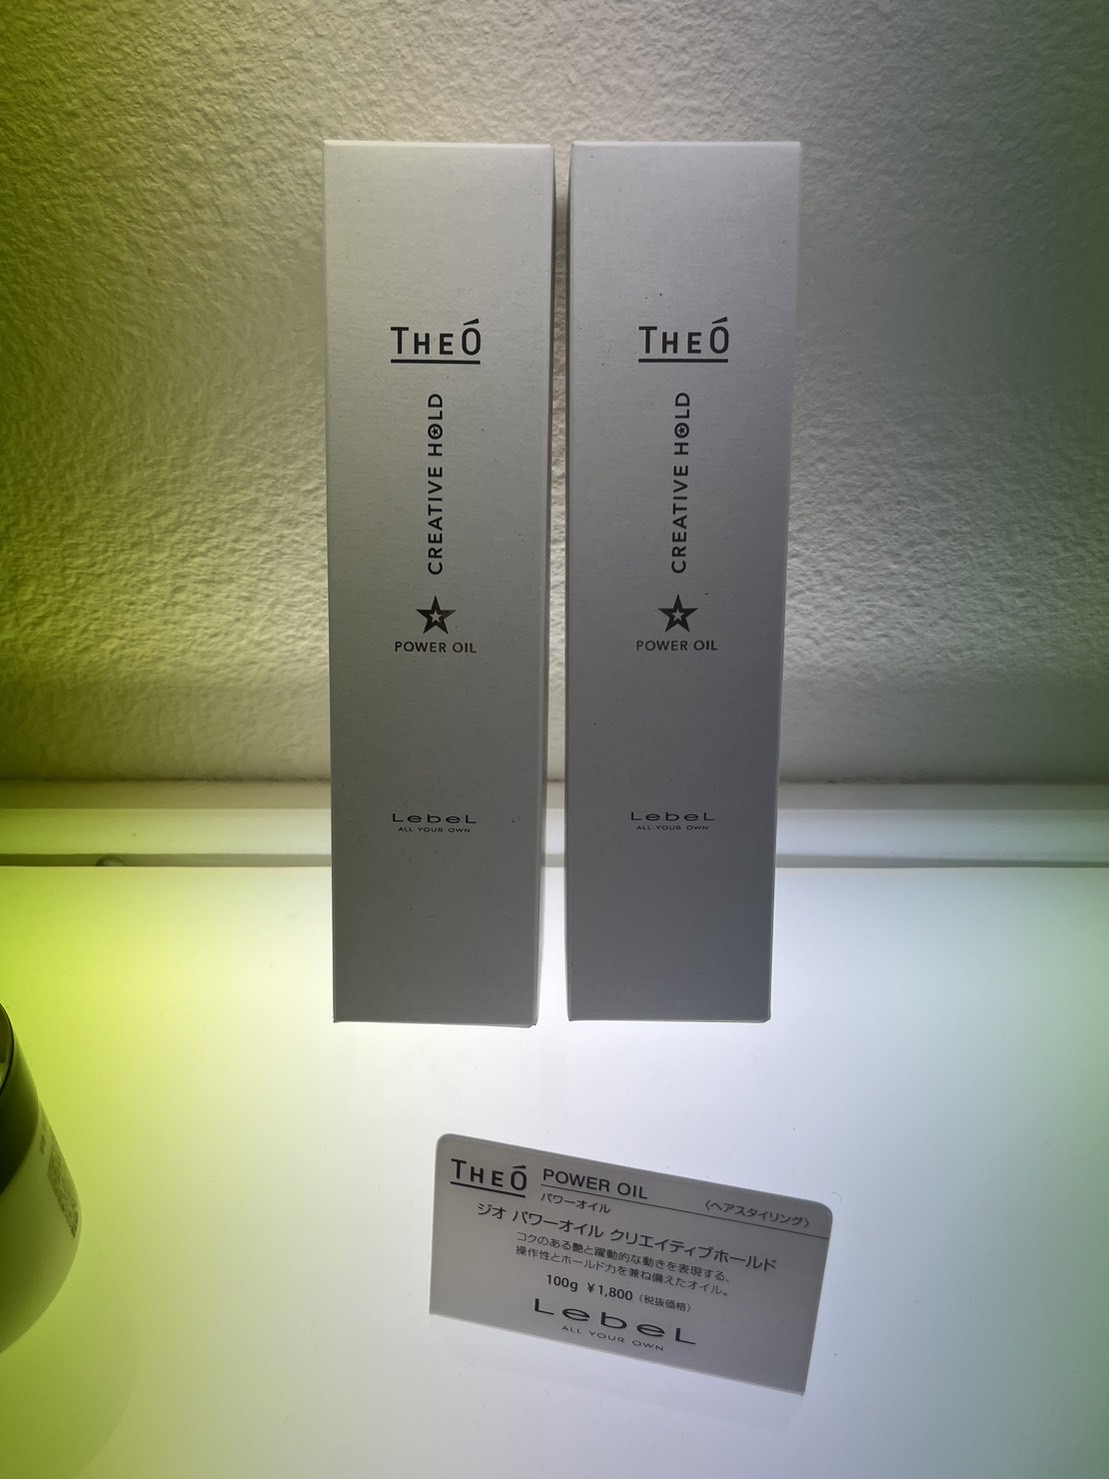 THEÓ
CREATIVE HOLD
POWER OIL
LebeL
ALL YOUR OWN
THEÓ
CREATIVE HOLD
POWER OIL
LebeL
ALL YOUR OWN
THEÓ POWER OIL
パワーオイル 〈ヘアスタイリング〉
ジオ パワーオイル クリエイティブホールド
コクのある艶と躍動的な動きを表現する、
操作性とホールド力を兼ね備えたオイル。
100g ¥1,800（税抜価格）
LebeL
ALL YOUR OWN